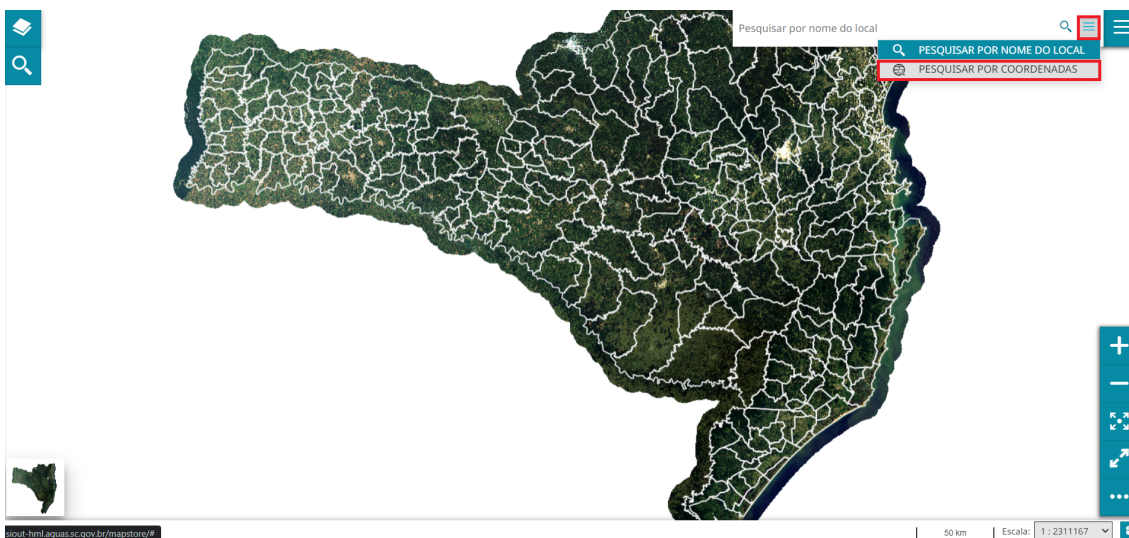 Pesquisar por nome do local
PESQUISAR POR NOME DO LOCAL
PESQUISAR POR COORDENADAS
siout-hml.aguas.sc.gov.br/mapstore/#
50 km
Escala:
1 : 2311167